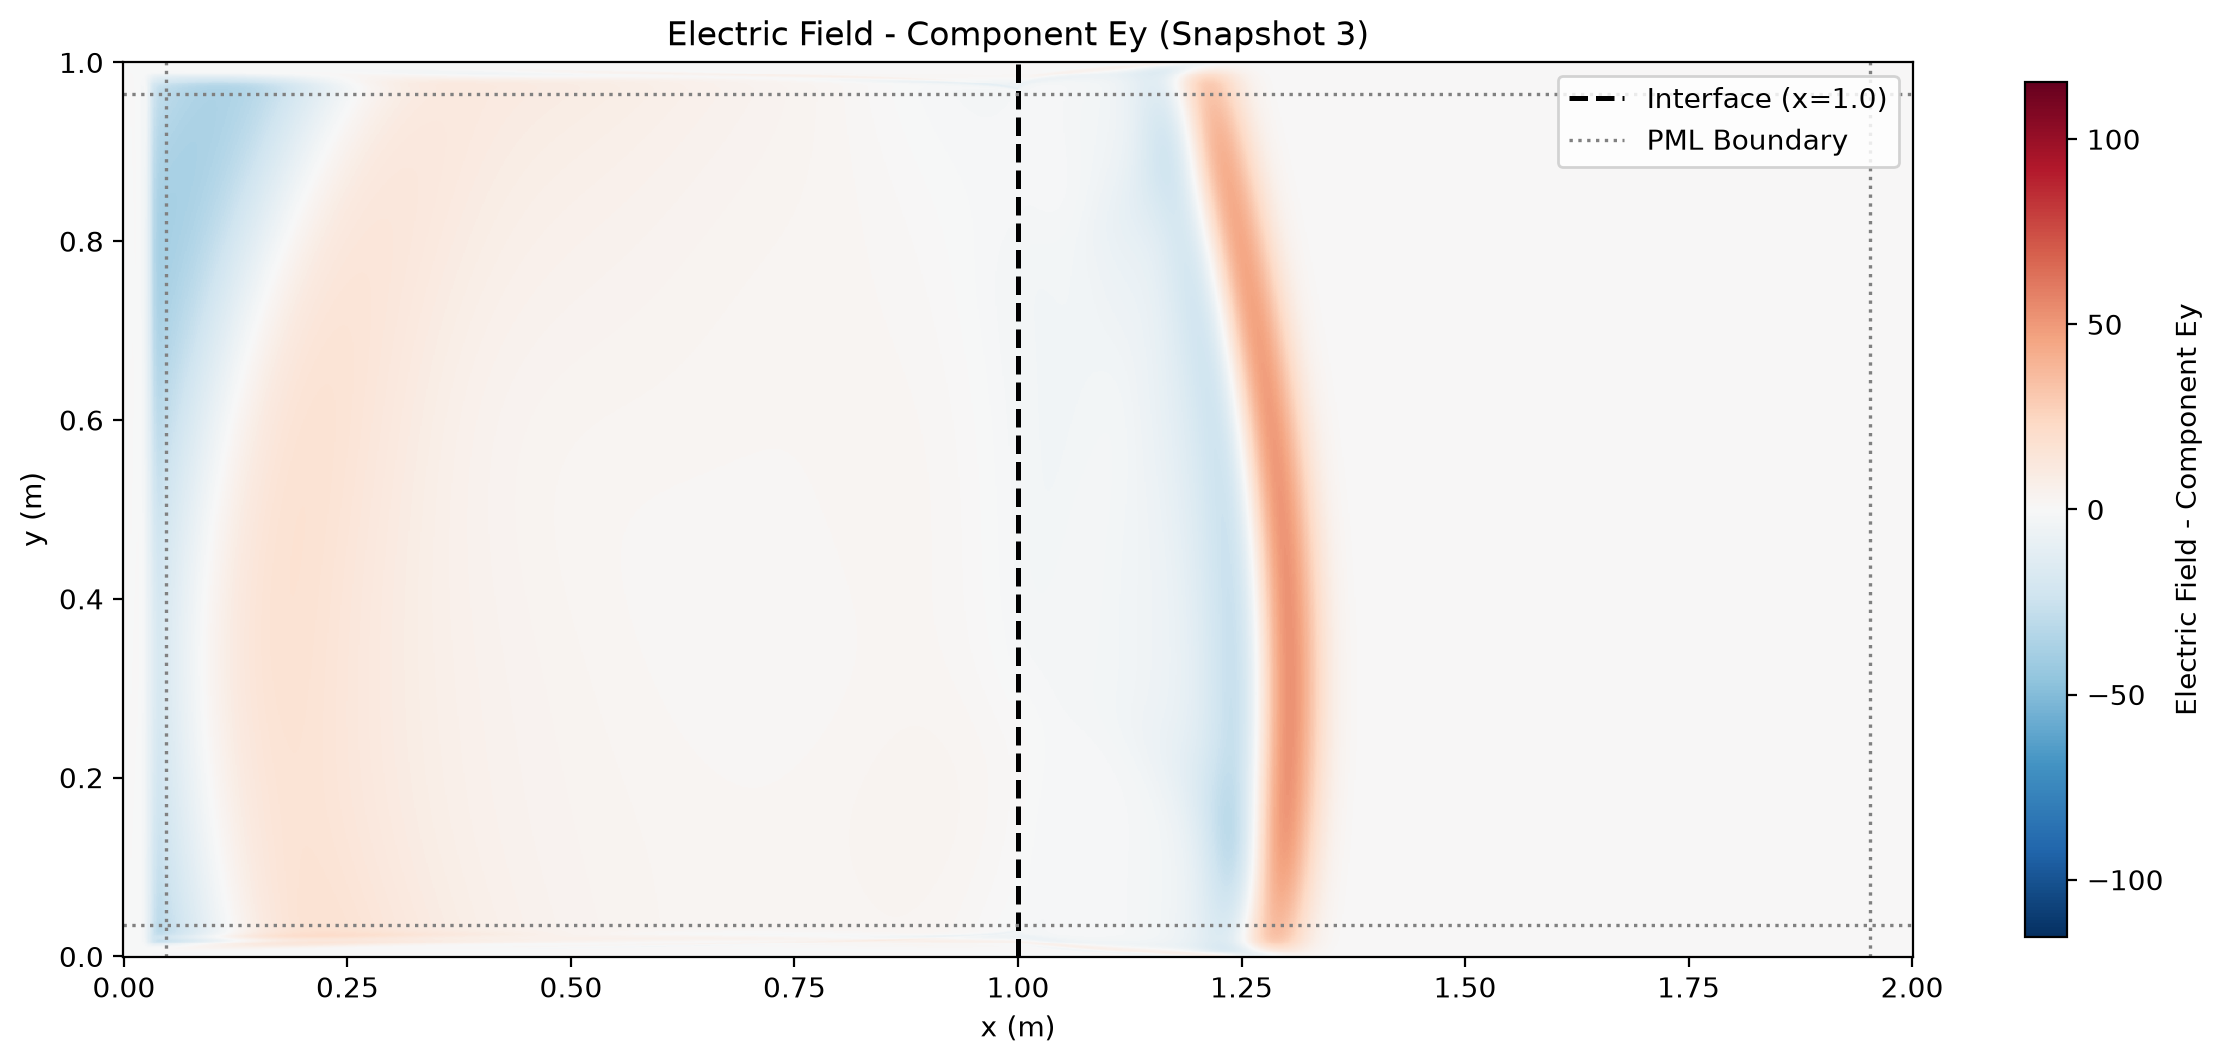 Electric Field - Component Ey (Snapshot 3)
1.0
0.8
0.6
0.4
0.2
0.0
y (m)
0.00 0.25 0.50 0.75 1.00 1.25 1.50 1.75 2.00
x (m)
Interface (x=1.0)
PML Boundary
100
50
0
−50
−100
Electric Field - Component Ey